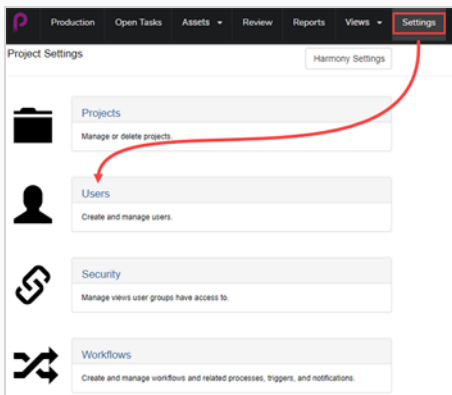 Production Open Tasks Assets Review Reports Views Settings
Project Settings
Harmony Settings
Projects
Manage or delete projects.
Users
Create and manage users.
Security
Manage views user groups have access to.
Workflows
Create and manage workflows and related processes, triggers, and notifications.